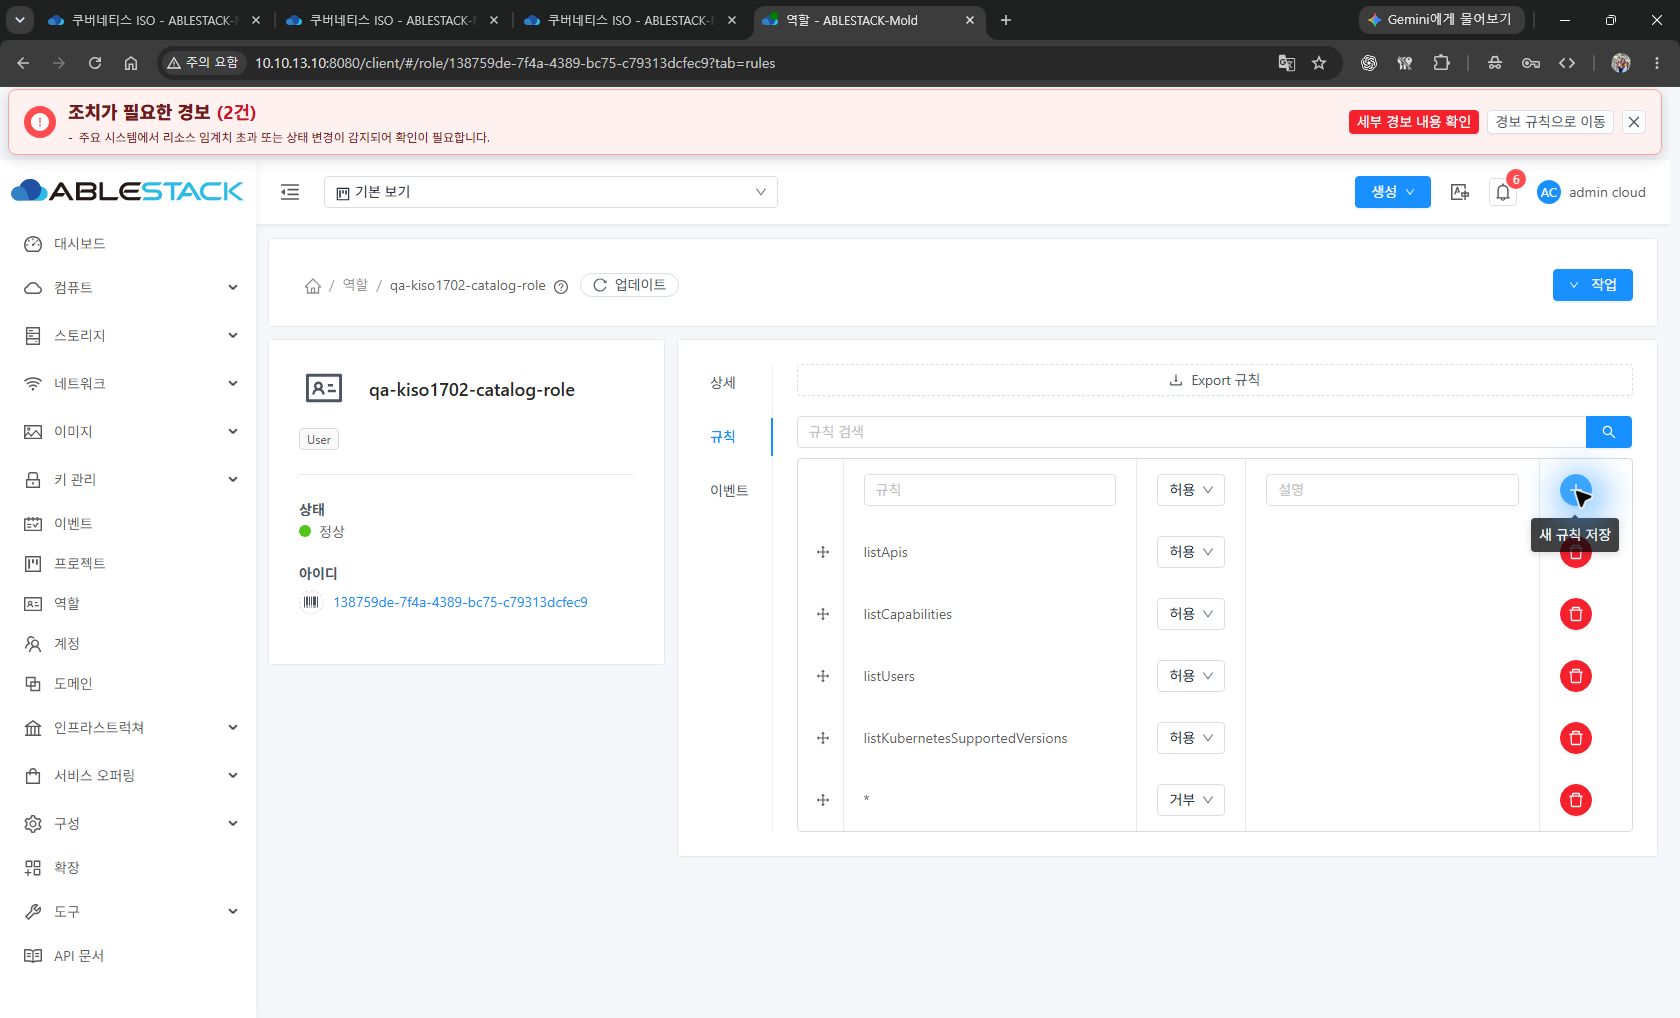 쿠버네티스 ISO - ABLESTACK-
쿠버네티스 ISO - ABLESTACK-
쿠버네티스 ISO - ABLESTACK-
역할 - ABLESTACK-Mold
Gemini에게 물어보기
주의 요함
10.10.13.10:8080/client/#/role/138759de-7f4a-4389-bc75-c79313dcfec9?tab=rules
조치가 필요한 경보 (2건)
- 주요 시스템에서 리소스 임계치 초과 또는 상태 변경이 감지되어 확인이 필요합니다.
세부 경보 내용 확인
경보 규칙으로 이동
ABLESTACK
기본 보기
생성
6
AC
admin cloud
대시보드
컴퓨트
스토리지
네트워크
이미지
키 관리
이벤트
프로젝트
역할
계정
도메인
인프라스트럭쳐
서비스 오퍼링
구성
확장
도구
API 문서
/ 역할 / qa-kiso1702-catalog-role
업데이트
작업
qa-kiso1702-catalog-role
User
상태
정상
아이디
138759de-7f4a-4389-bc75-c79313dcfec9
상세
규칙
이벤트
Export 규칙
규칙 검색
규칙
허용
설명
새 규칙 저장
listApis
허용
listCapabilities
허용
listUsers
허용
listKubernetesSupportedVersions
허용
*
거부